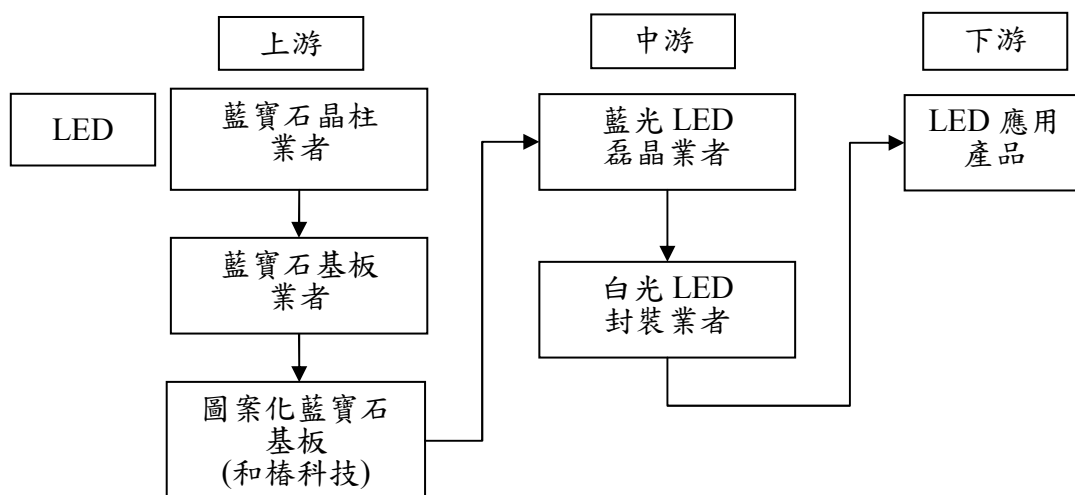 上游
中游
下游
LED
藍寶石晶柱
業者
藍寶石基板
業者
圖案化藍寶石
基板
(和椿科技)
藍光 LED
磊晶業者
白光 LED
封裝業者
LED 應用
產品